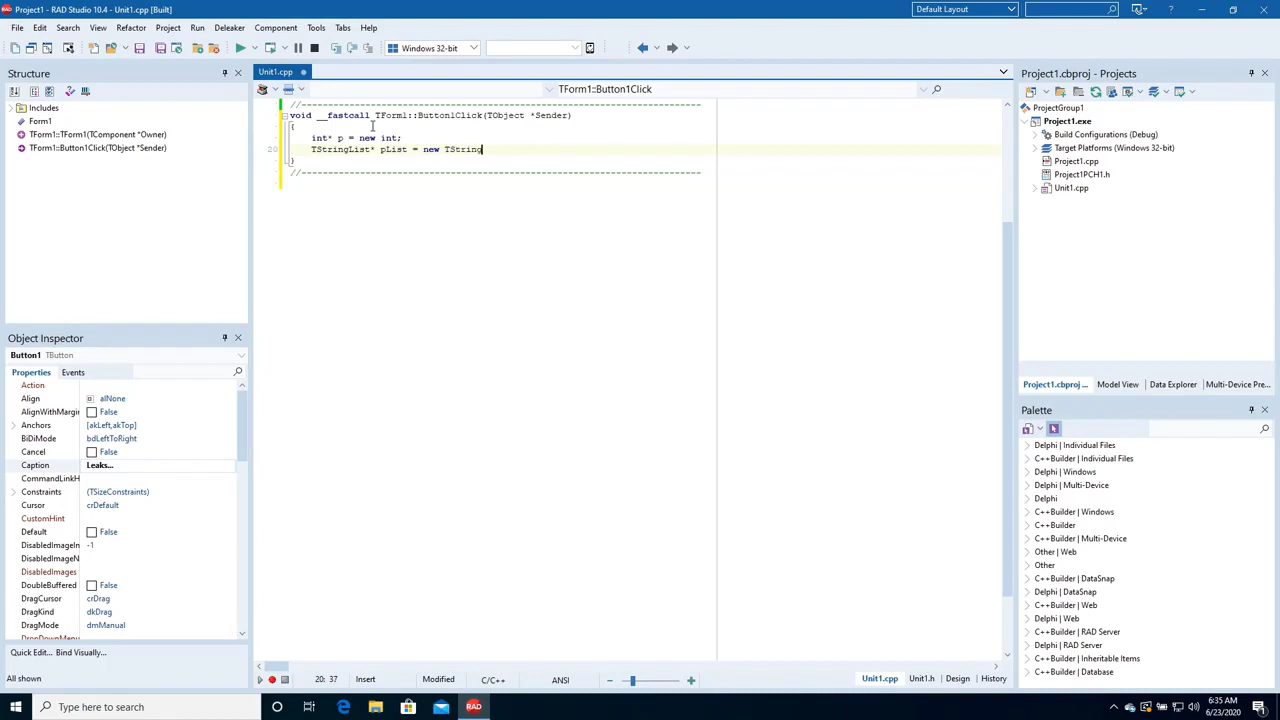 Project1 - RAD Studio 10.4 - Unit1.cpp [Built]
Default Layout
File Edit Search View Refactor Project Run Deleaker Component Tools Tabs Help
Windows 32-bit
Structure
Includes
Form1
TForm1::TForm1(TComponent *Owner)
TForm1::Button1Click(TObject *Sender)
Object Inspector
Button1 TButton
Properties Events
Action
Align alNone
AlignWithMargin False
Anchors [akLeft,akTop]
BiDiMode bdLeftToRight
Cancel False
Caption Leaks...
CommandLinkH
Constraints (TSizeConstraints)
Cursor crDefault
CustomHint
Default False
DisabledImageIn -1
DisabledImageN
DisabledImages
DoubleBuffered False
DragCursor crDrag
DragKind dkDrag
DragMode dmManual
DropDownMenu
Quick Edit... Bind Visually...
All shown
Unit1.cpp
TForm1::Button1Click
//---------------------------------------------------------------------------
void __fastcall TForm1::Button1Click(TObject *Sender)
{
int* p = new int;
20 TStringList* pList = new TString
}
//---------------------------------------------------------------------------
20: 37 Insert Modified C/C++ ANSI Unit1.cpp Unit1.h Design History
Project1.cbproj - Projects
ProjectGroup1
Project1.exe
Build Configurations (Debug)
Target Platforms (Windows 32-bit)
Project1.cpp
Project1PCH1.h
Unit1.cpp
Project1.cbproj ... Model View Data Explorer Multi-Device Pre...
Palette
Delphi | Individual Files
C++Builder | Individual Files
Delphi | Windows
Delphi | Multi-Device
Delphi
C++Builder | Windows
C++Builder
C++Builder | Multi-Device
Other | Web
Other
C++Builder | DataSnap
Delphi | DataSnap
C++Builder | Web
Delphi | Web
C++Builder | RAD Server
Delphi | RAD Server
C++Builder | Inheritable Items
C++Builder | Database
Type here to search
RAD
6:35 AM
6/23/2020